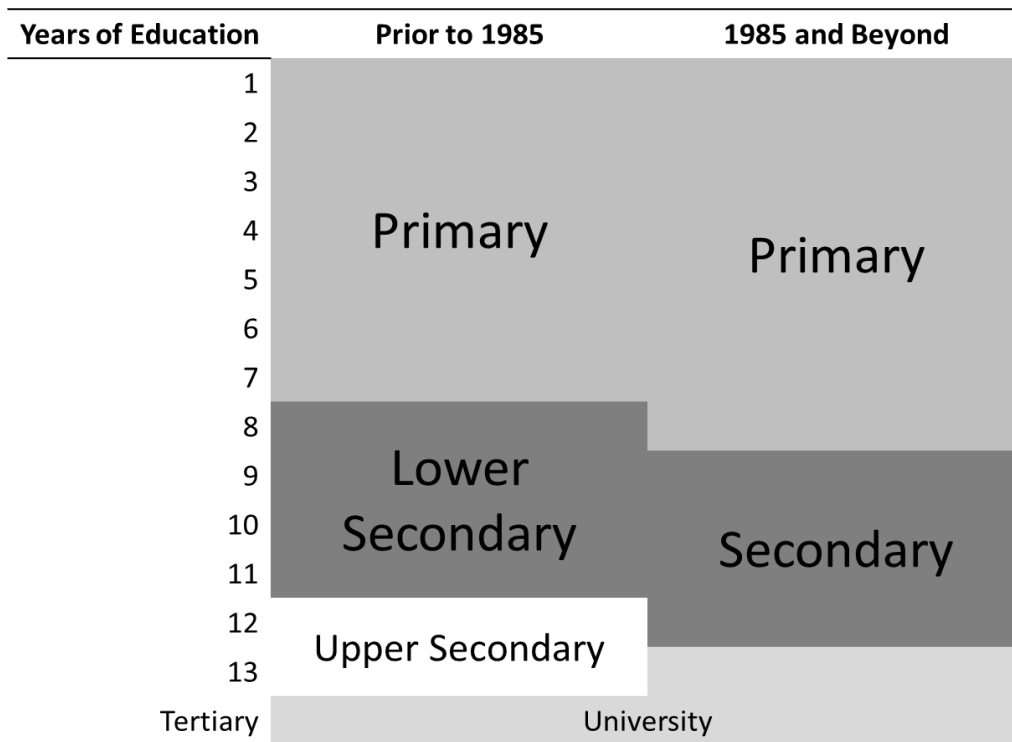 Years of Education Prior to 1985 1985 and Beyond
1
2
3
4
5
6
7
8
9
10
11
12
13
Primary
Primary
Lower
Secondary
Secondary
Upper Secondary
Tertiary University